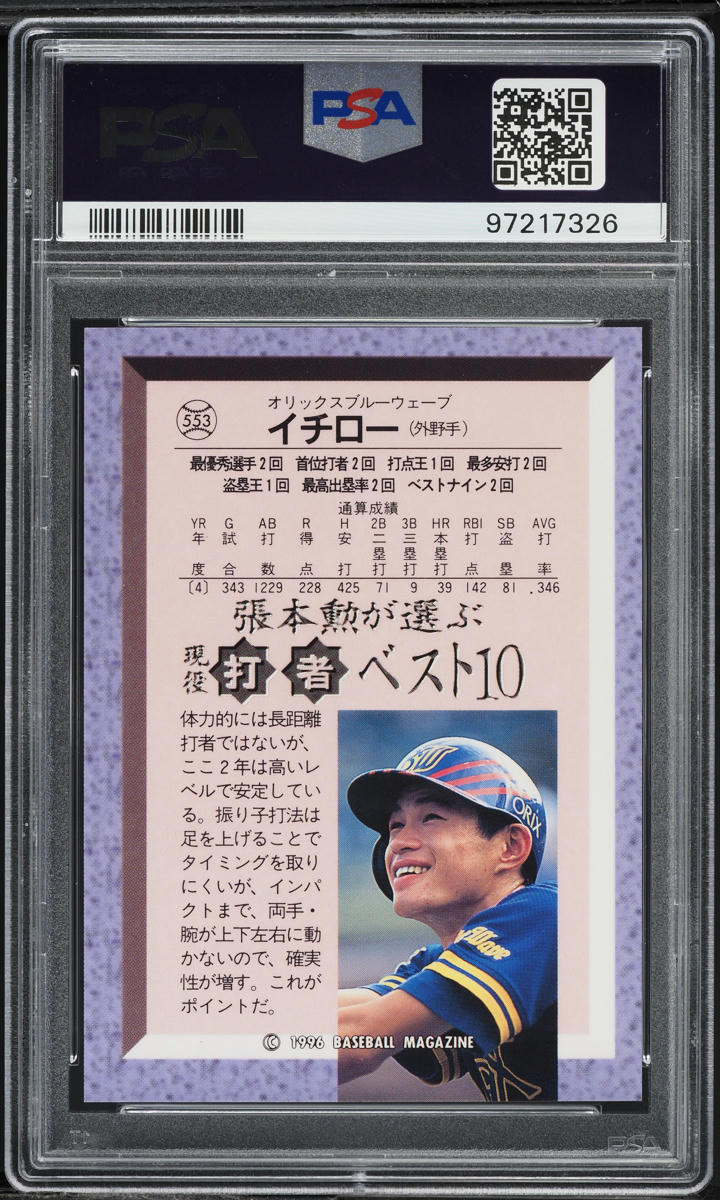 PSA
PSA
97217326
553
オリックスブルーウェーブ
イチロー（外野手）
最優秀選手2回 首位打者2回 打点王1回 最多安打2回
盗塁王1回 最高出塁率2回 ベストナイン2回
通算成績
YR G AB R H 2B 3B HR RBI SB AVG
年 試 打 得 安 二 三 本 打 盗 打
塁 塁 塁
度 合 数 点 打 打 打 打 点 塁 率
〔4〕 343 1229 228 425 71 9 39 142 81 .346
張本勲が選ぶ
現役 打者 ベスト10
体力的には長距離
打者ではないが、
ここ2年は高いレ
ベルで安定してい
る。振り子打法は
足を上げることで
タイミングを取り
にくいが、インパ
クトまで、両手・
腕が上下左右に動
かないので、確実
性が増す。これが
ポイントだ。
BW
ORIX
Wave
© 1996 BASEBALL MAGAZINE
PSA